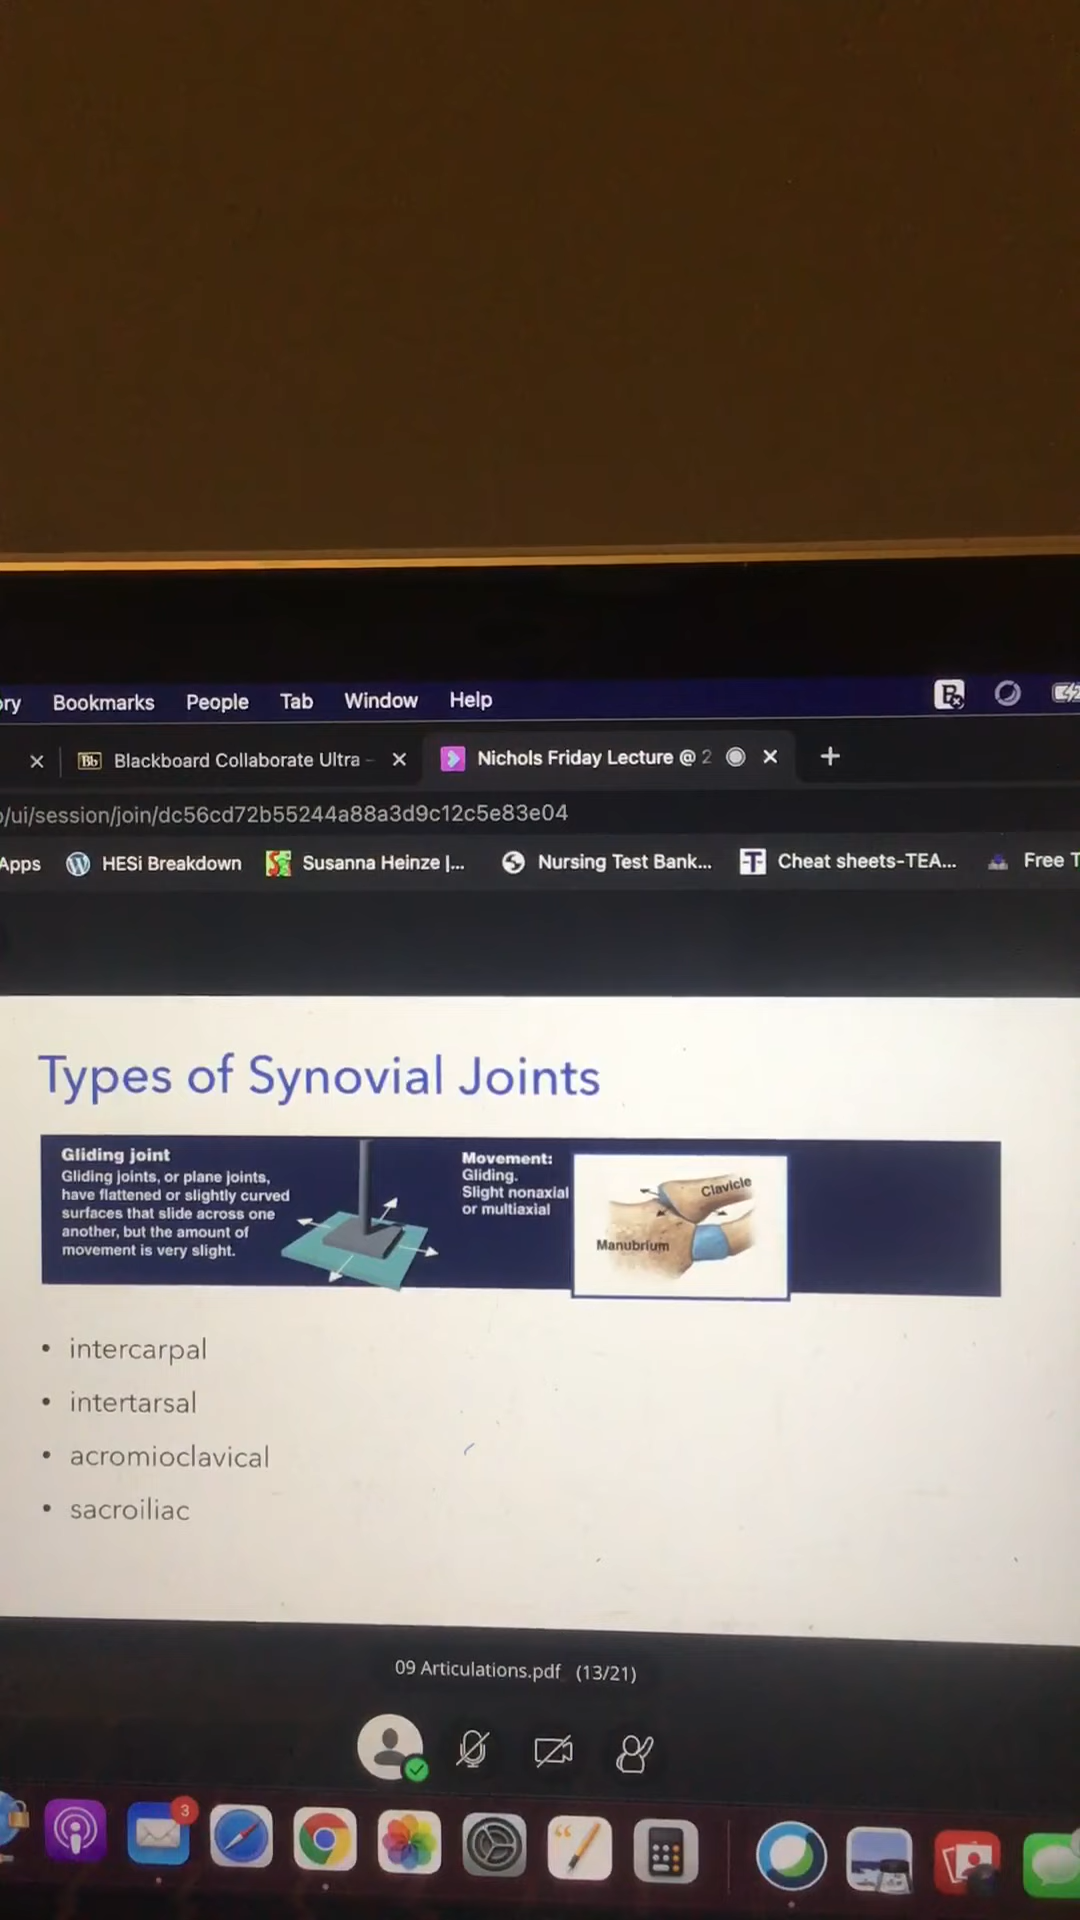 ory Bookmarks People Tab Window Help
Bb Blackboard Collaborate Ultra - Nichols Friday Lecture @ 2
/ui/session/join/dc56cd72b55244a88a3d9c12c5e83e04
Apps HESi Breakdown Susanna Heinze |... Nursing Test Bank... Cheat sheets-TEA... Free T
Types of Synovial Joints
Gliding joint
Gliding joints, or plane joints,
have flattened or slightly curved
surfaces that slide across one
another, but the amount of
movement is very slight.
Movement:
Gliding.
Slight nonaxial
or multiaxial
Clavicle
Manubrium
• intercarpal
• intertarsal
• acromioclavical
• sacroiliac
09 Articulations.pdf (13/21)
3